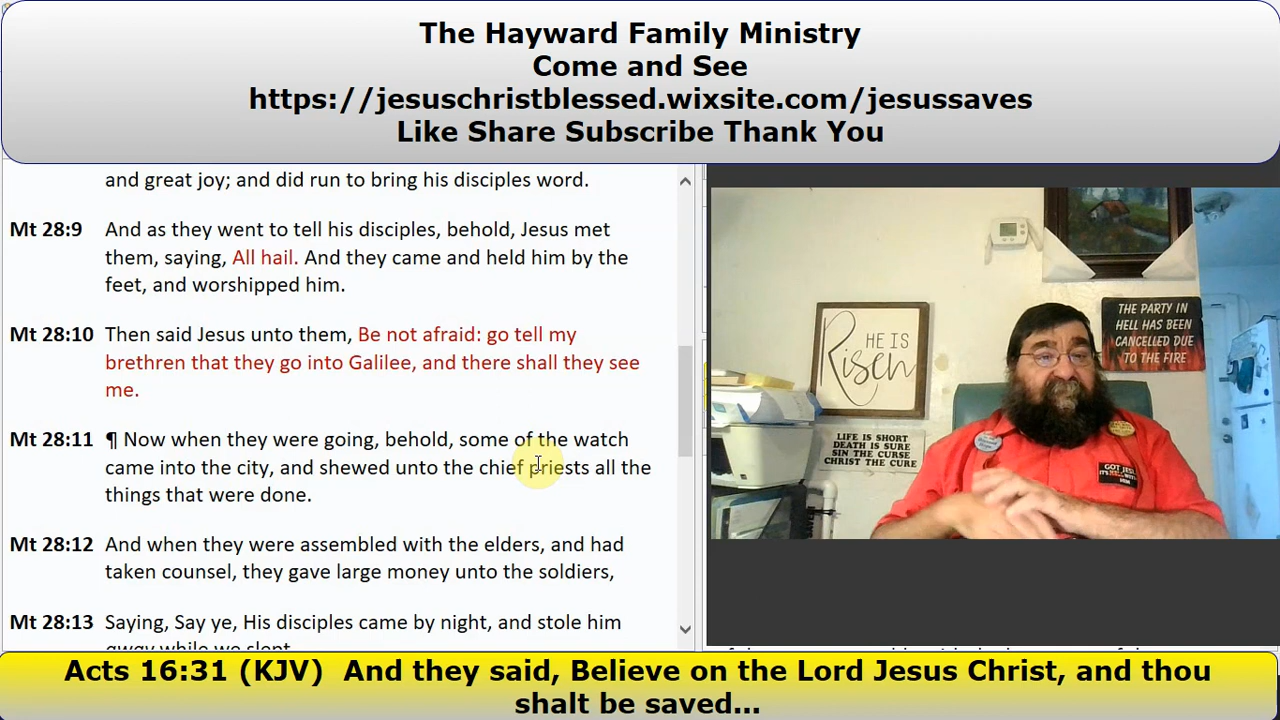 The Hayward Family Ministry
Come and See
https://jesuschristblessed.wixsite.com/jesussaves
Like Share Subscribe Thank You
and great joy; and did run to bring his disciples word.
Mt 28:9 And as they went to tell his disciples, behold, Jesus met
them, saying, All hail. And they came and held him by the
feet, and worshipped him.
Mt 28:10 Then said Jesus unto them, Be not afraid: go tell my
brethren that they go into Galilee, and there shall they see
me.
Mt 28:11 ¶ Now when they were going, behold, some of the watch
came into the city, and shewed unto the chief priests all the
things that were done.
Mt 28:12 And when they were assembled with the elders, and had
taken counsel, they gave large money unto the soldiers,
Mt 28:13 Saying, Say ye, His disciples came by night, and stole him
away while we slept.
HE IS
Risen
THE PARTY IN
HELL HAS BEEN
CANCELLED DUE
TO THE FIRE
LIFE IS SHORT
DEATH IS SURE
SIN THE CURSE
CHRIST THE CURE
Acts 16:31 (KJV) And they said, Believe on the Lord Jesus Christ, and thou
shalt be saved...